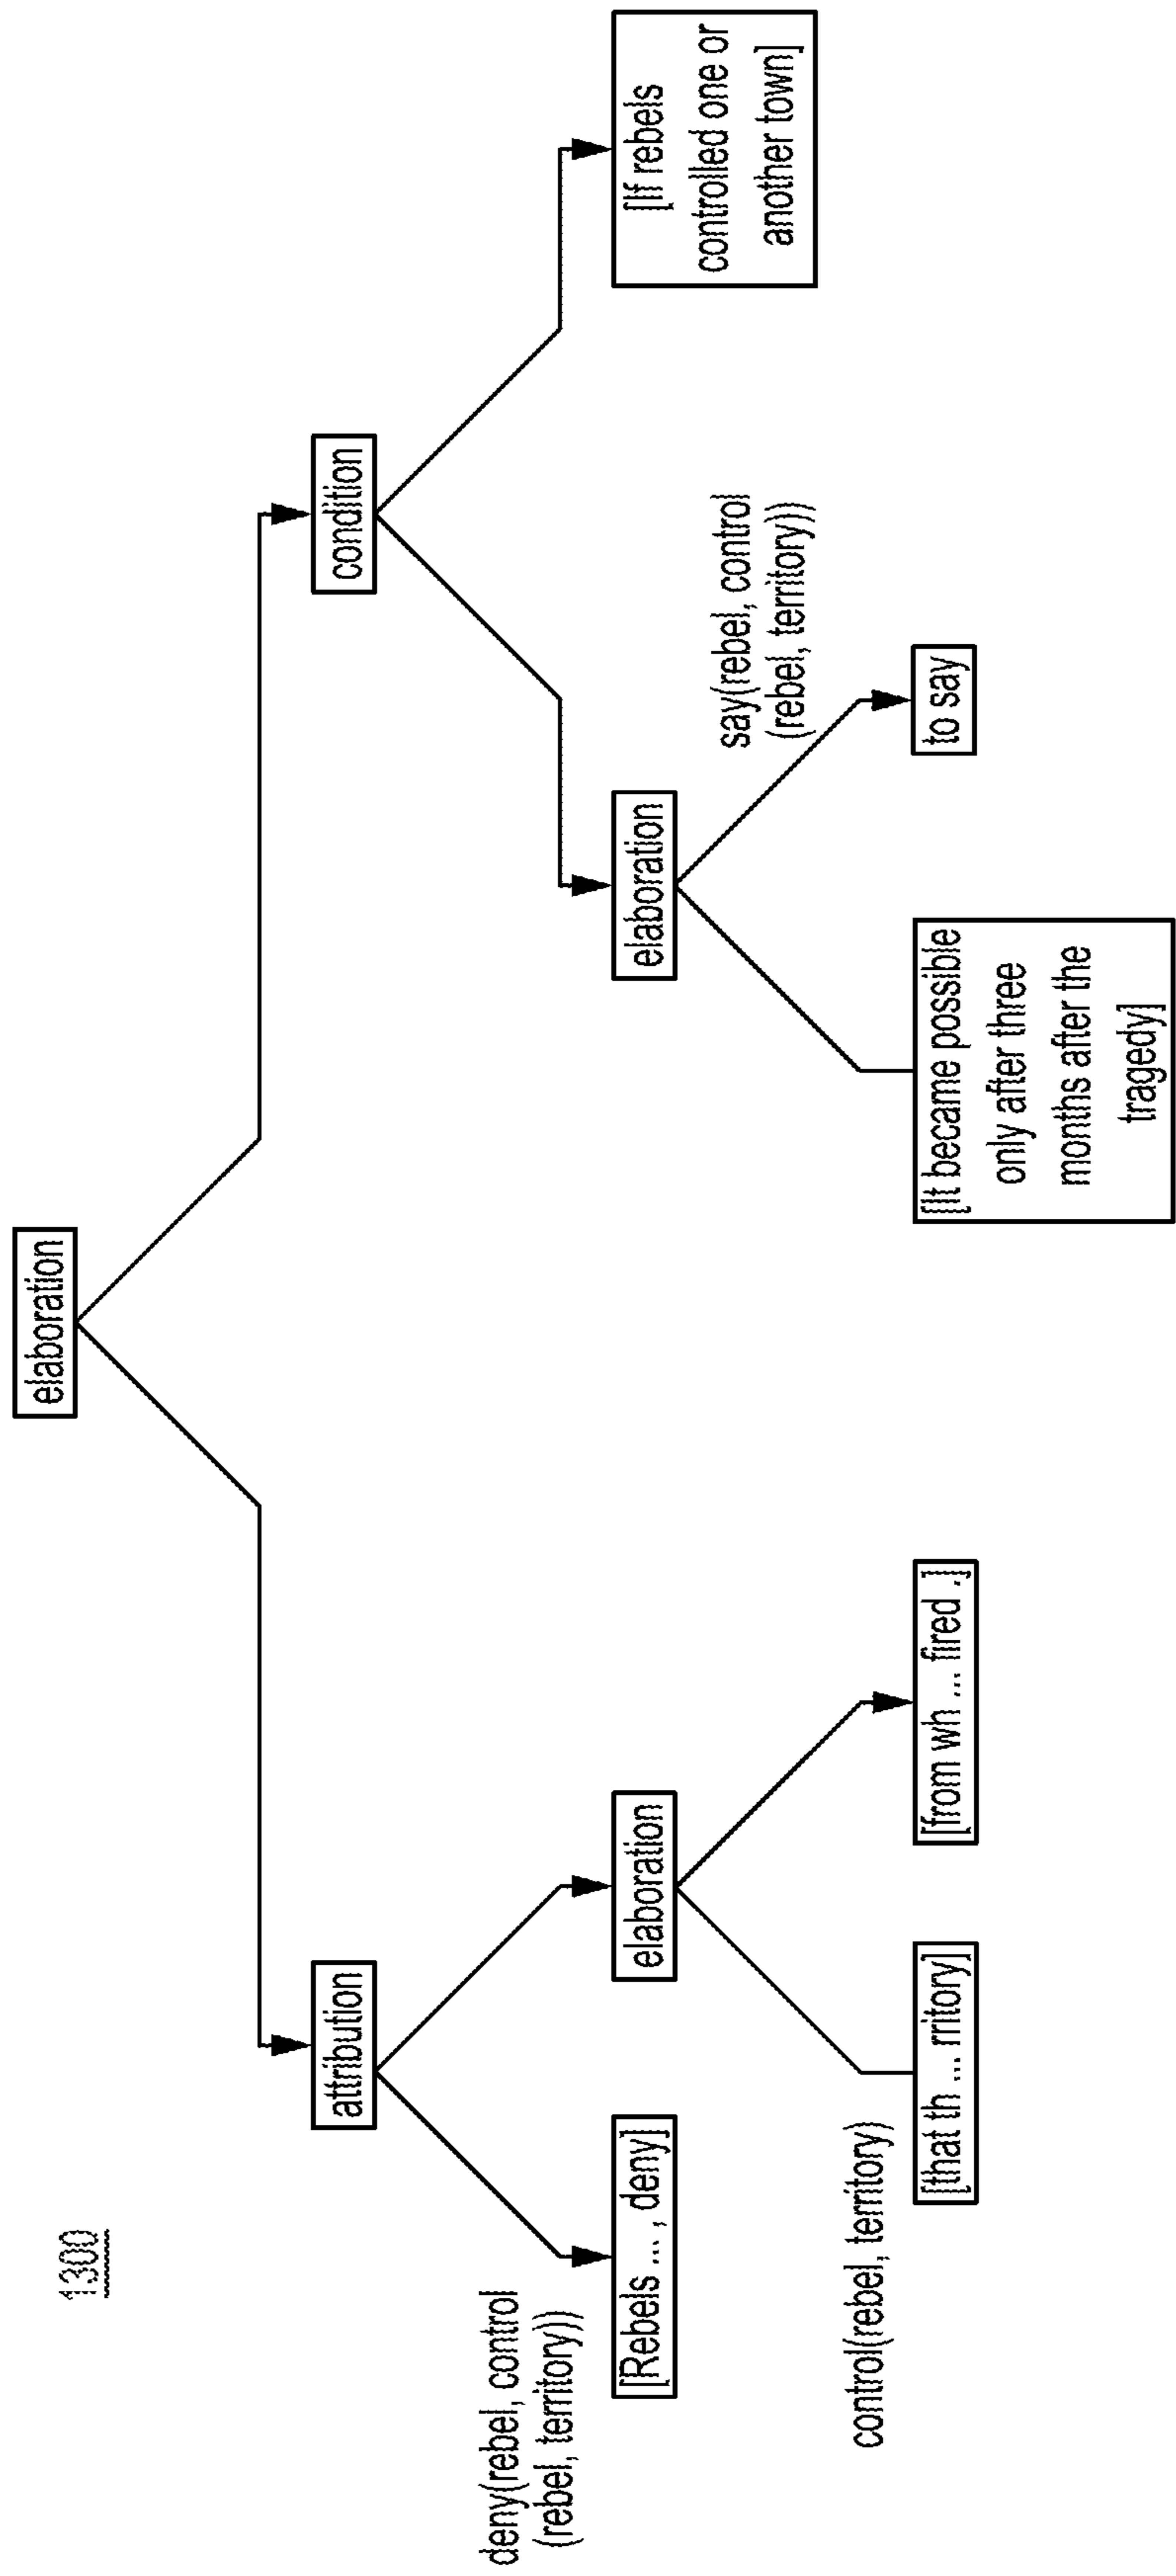 1300
elaboration
attribution
condition
deny(rebel, control
(rebel, territory))
[Rebels ... , deny]
elaboration
elaboration
[If rebels
controlled one or
another town]
say(rebel, control
(rebel, territory))
control(rebel, territory)
[that th ... rritory]
[from wh ... fired .]
[It became possible
only after three
months after the
tragedy]
to say